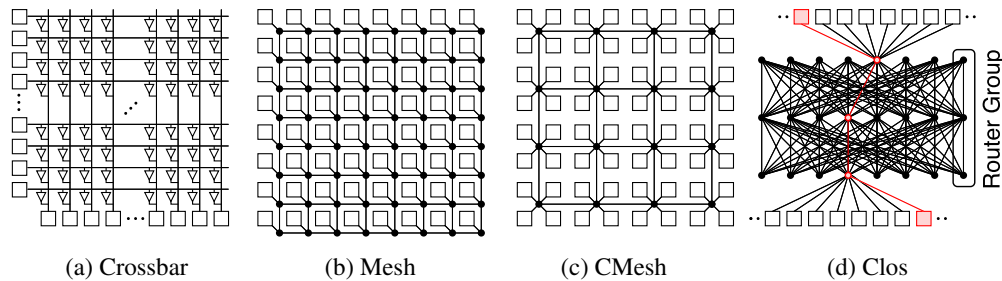 Router Group
(a) Crossbar
(b) Mesh
(c) CMesh
(d) Clos